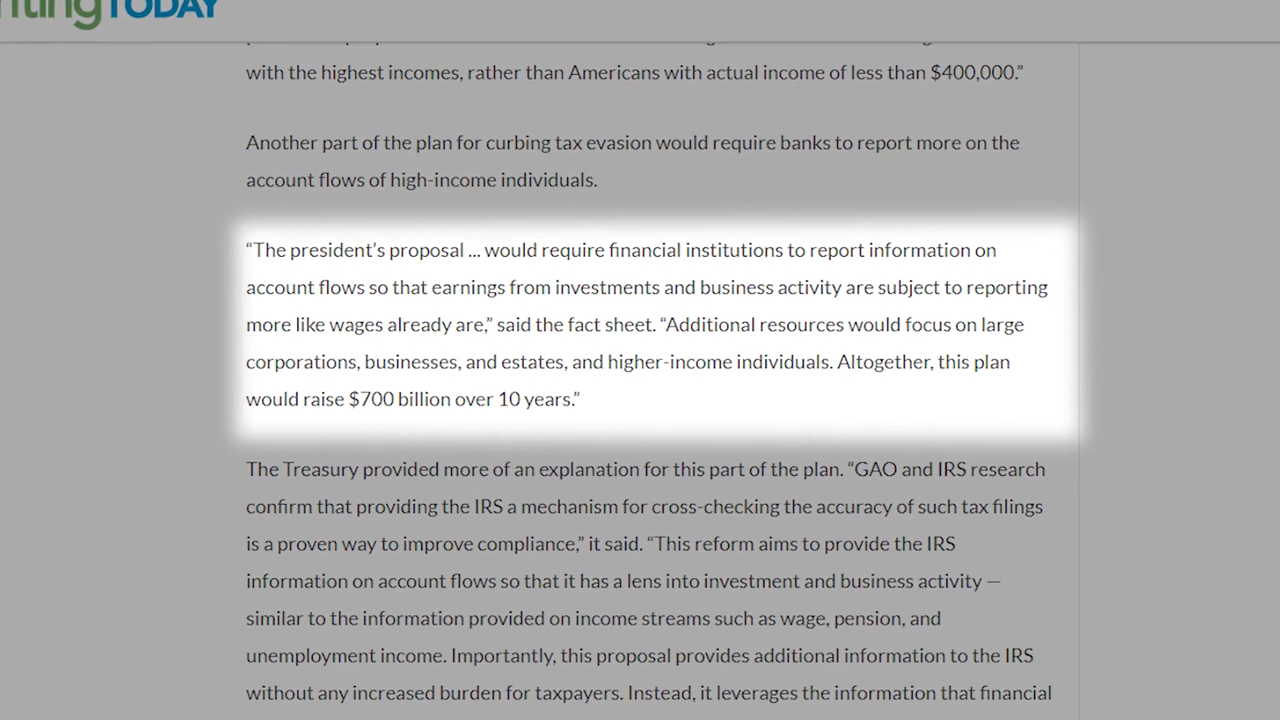 TODAY
with the highest incomes, rather than Americans with actual income of less than $400,000.”
Another part of the plan for curbing tax evasion would require banks to report more on the
account flows of high-income individuals.
“The president’s proposal ... would require financial institutions to report information on
account flows so that earnings from investments and business activity are subject to reporting
more like wages already are,” said the fact sheet. “Additional resources would focus on large
corporations, businesses, and estates, and higher-income individuals. Altogether, this plan
would raise $700 billion over 10 years.”
The Treasury provided more of an explanation for this part of the plan. “GAO and IRS research
confirm that providing the IRS a mechanism for cross-checking the accuracy of such tax filings
is a proven way to improve compliance,” it said. “This reform aims to provide the IRS
information on account flows so that it has a lens into investment and business activity —
similar to the information provided on income streams such as wage, pension, and
unemployment income. Importantly, this proposal provides additional information to the IRS
without any increased burden for taxpayers. Instead, it leverages the information that financial